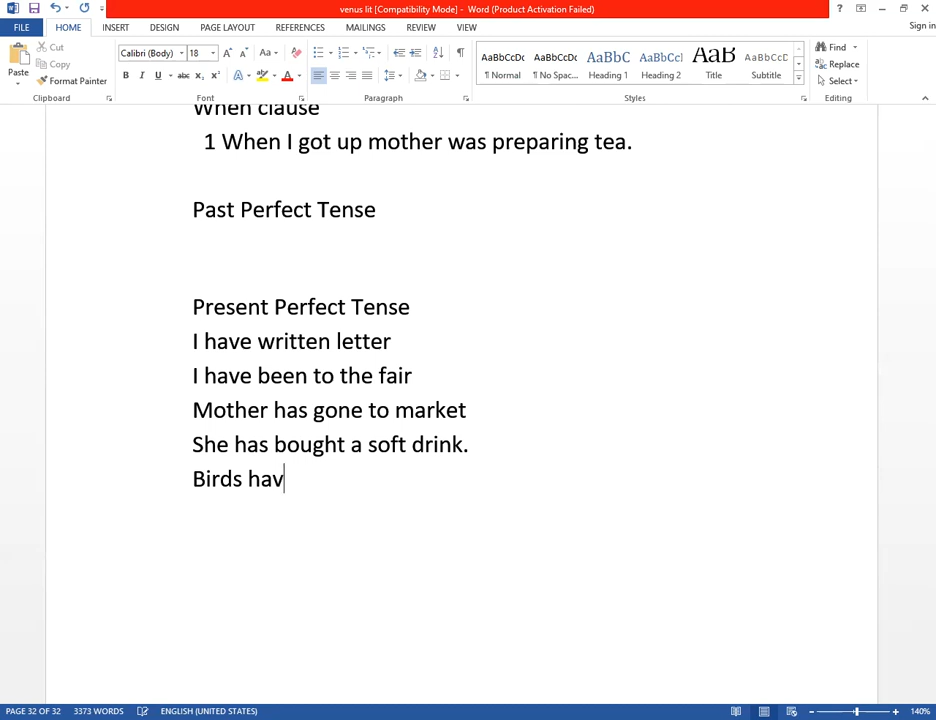 venus lit [Compatibility Mode] - Word (Product Activation Failed)
Sign in
FILE HOME INSERT DESIGN PAGE LAYOUT REFERENCES MAILINGS REVIEW VIEW
Paste
Cut
Copy
Format Painter
Clipboard
Calibri (Body) 18
Font
Paragraph
AaBbCcDc AaBbCcDc AaBbC AaBbCcI AaB AaBbCcC
¶ Normal ¶ No Spac... Heading 1 Heading 2 Title Subtitle
Styles
Find
Replace
Select
Editing
When clause
1 When I got up mother was preparing tea.
Past Perfect Tense
Present Perfect Tense
I have written letter
I have been to the fair
Mother has gone to market
She has bought a soft drink.
Birds hav
PAGE 32 OF 32 3373 WORDS ENGLISH (UNITED STATES) 140%